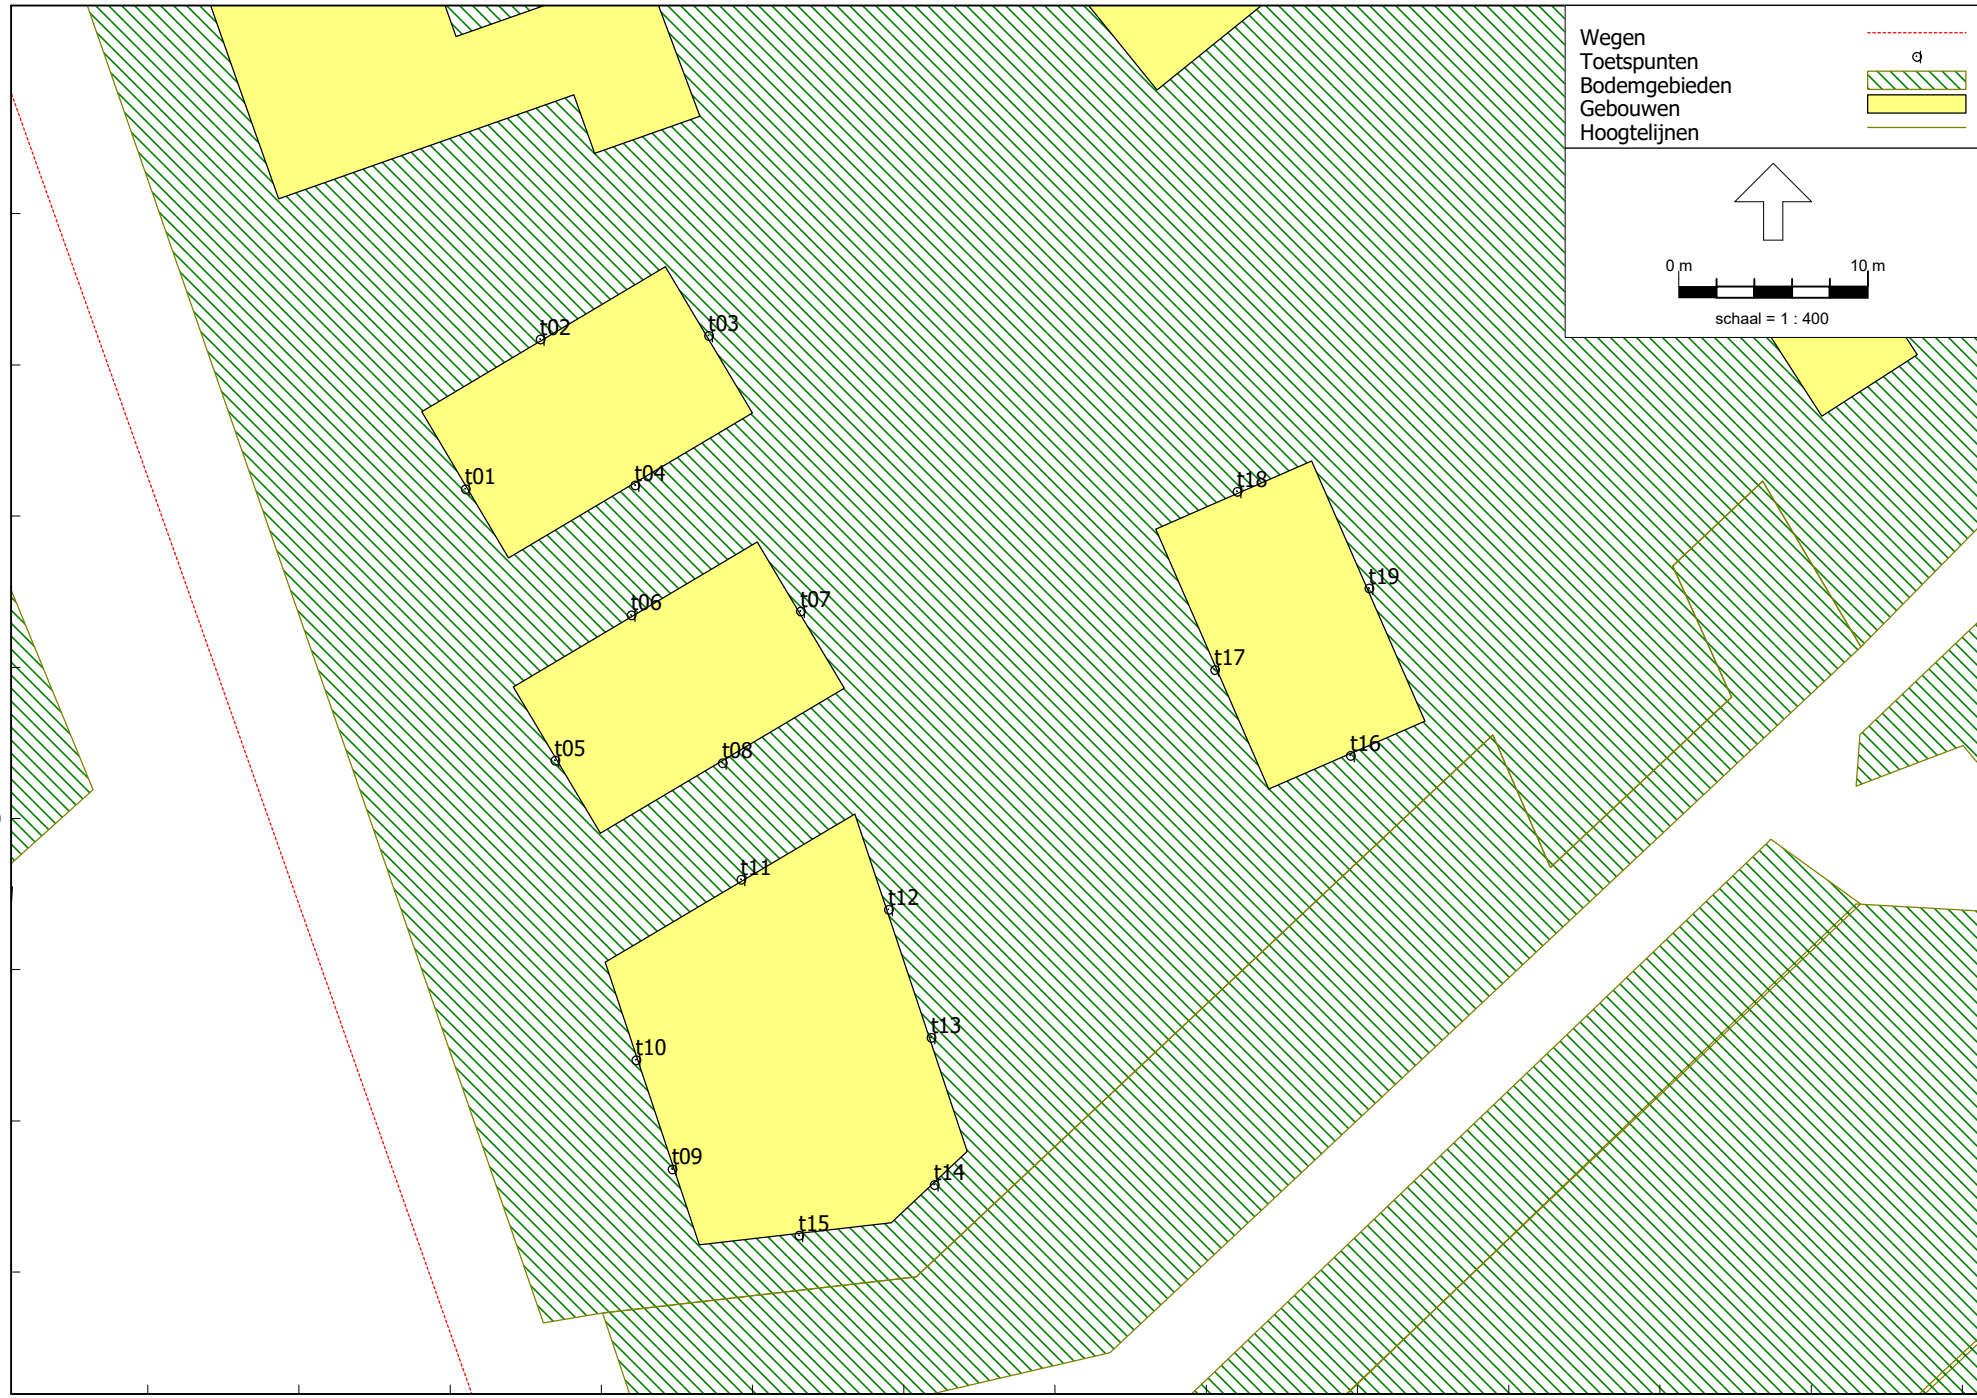 Wegen
Toetspunten
Bodemgebieden
Gebouwen
Hoogtelijnen
0 m 10 m
schaal = 1 : 400
t02
t03
t01
t04
t18
t19
t06
t07
t17
t05
t08
t16
t11
t12
t13
t10
t09
t14
t15